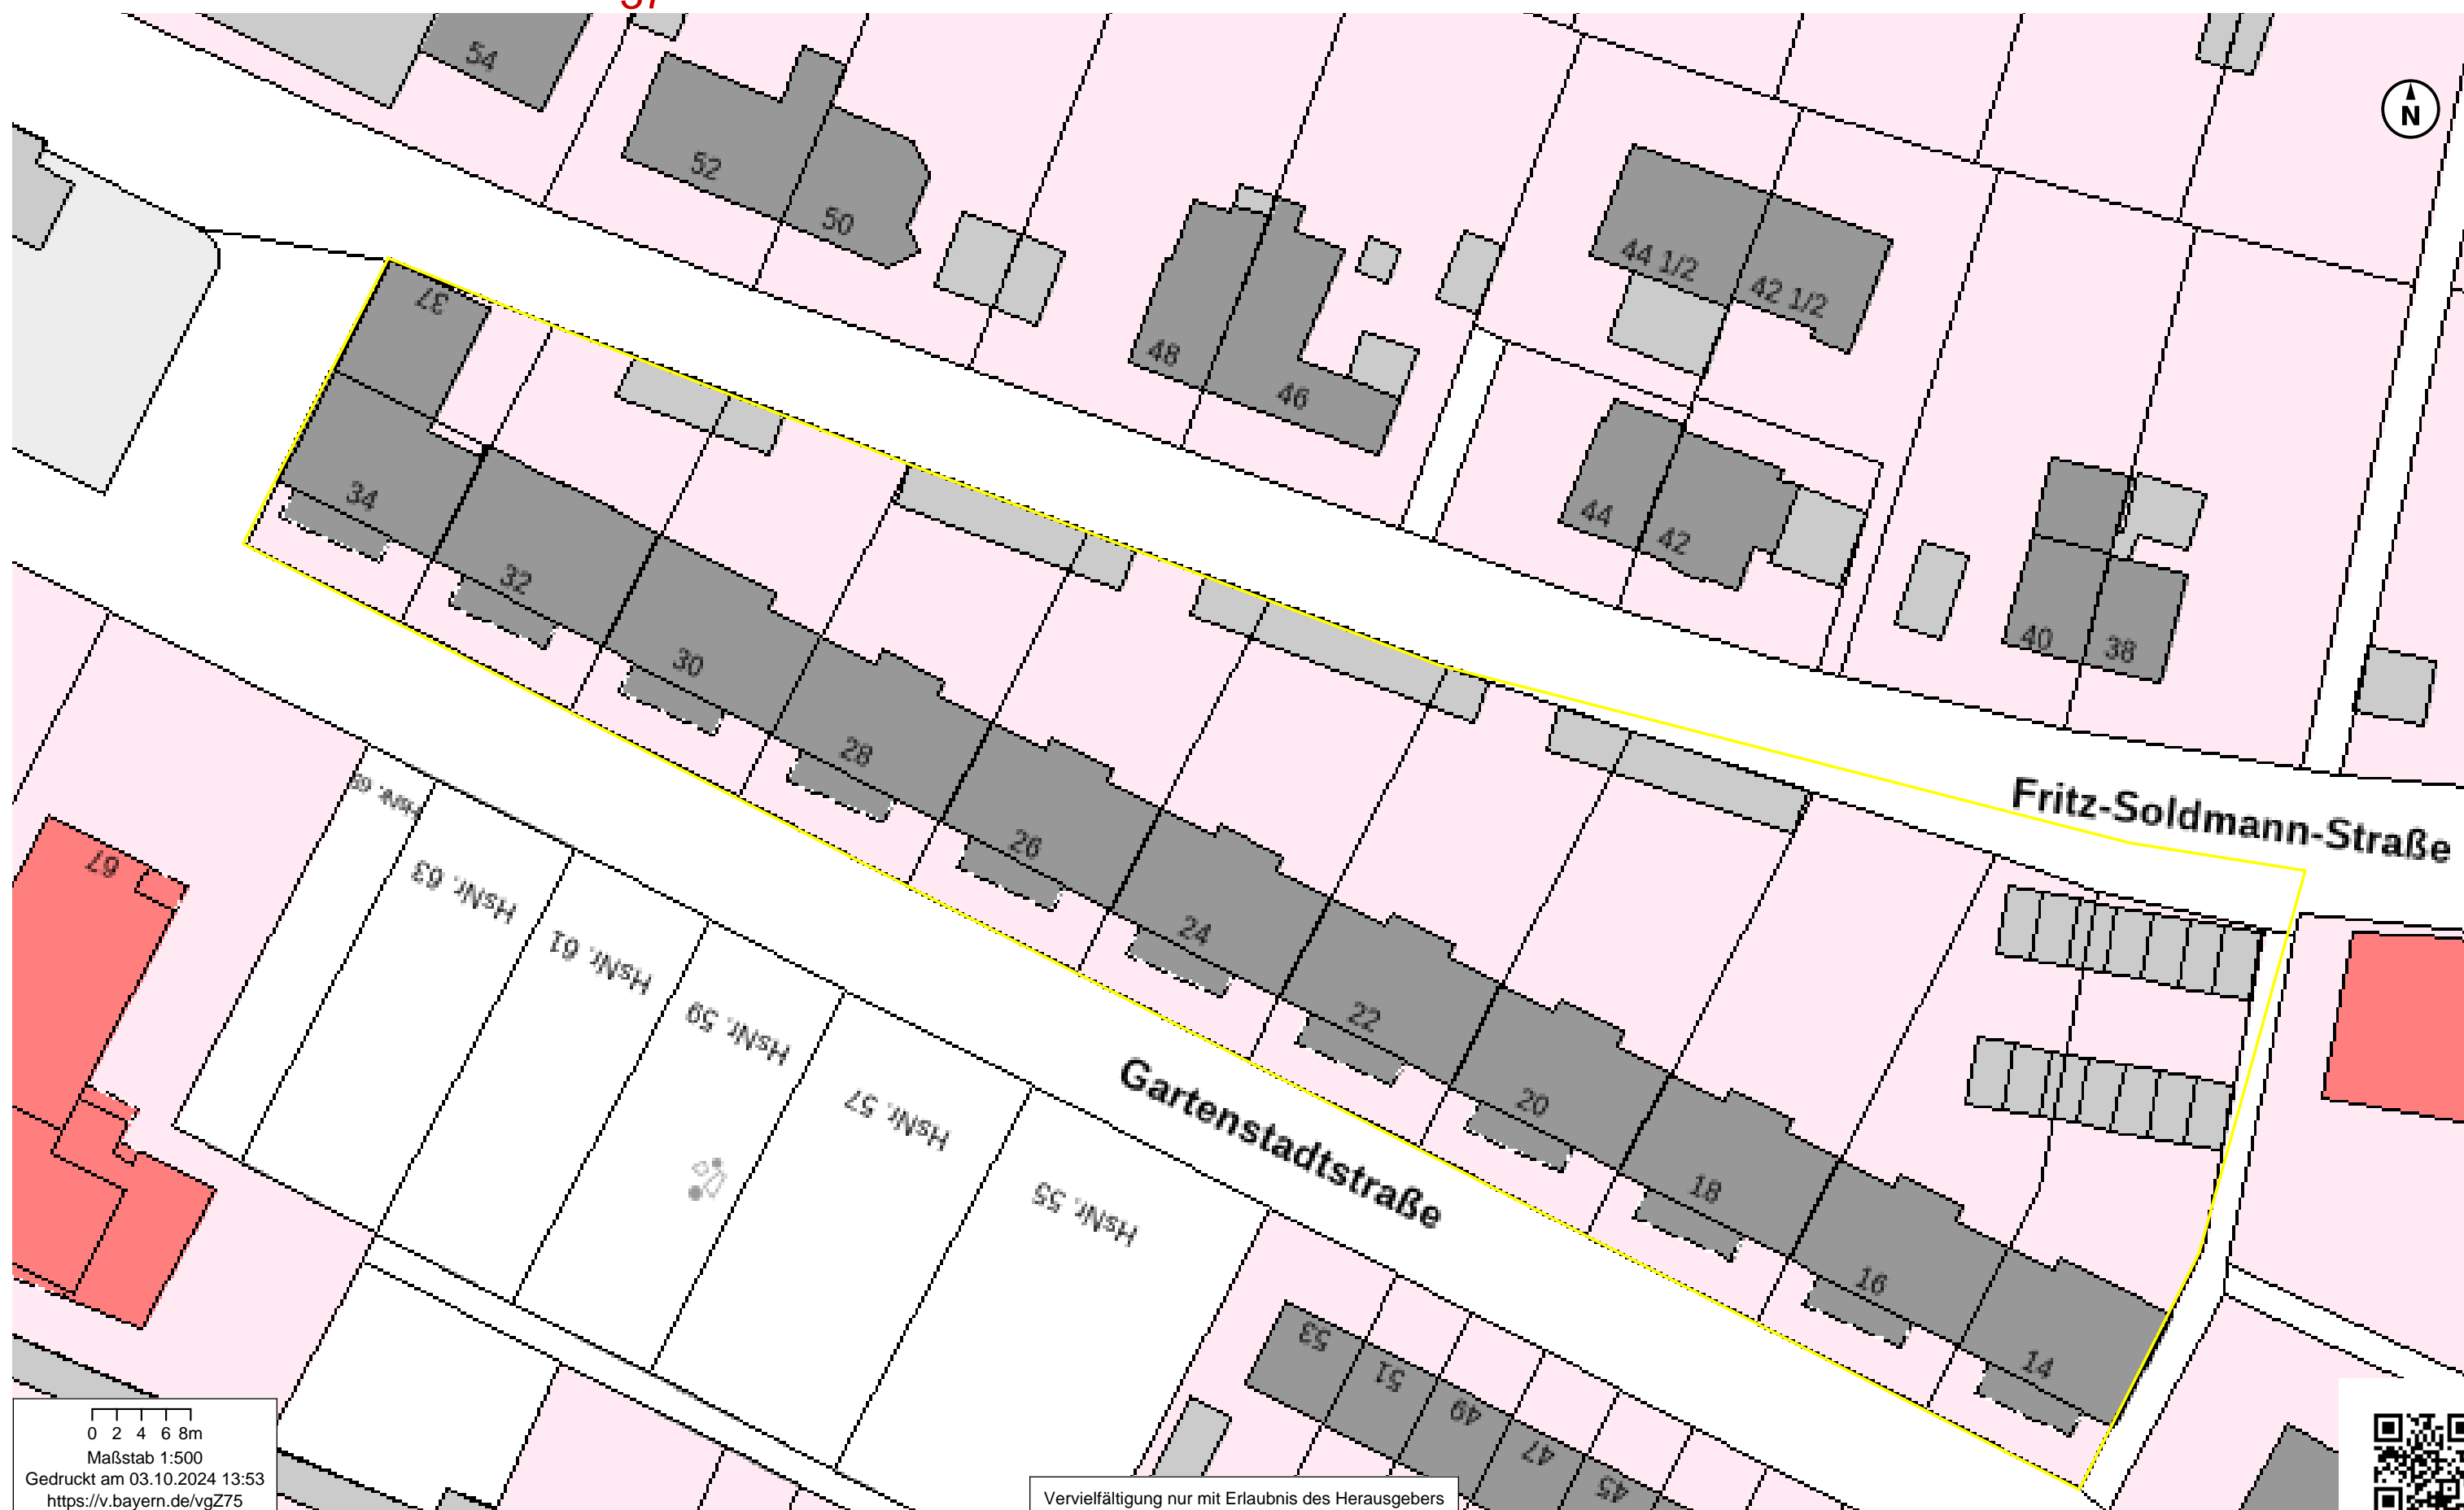 54
52
50
N
44 1/2
42 1/2
37
48
46
34
44
42
32
40
38
30
28
Fritz-Soldmann-Straße
26
67
HsNr. 63
24
HsNr. 61
22
HsNr. 59
20
HsNr. 57
Gartenstadtstraße
18
HsNr. 55
16
14
53
51
49
47
45
0 2 4 6 8m
Maßstab 1:500
Gedruckt am 03.10.2024 13:53
https://v.bayern.de/vgZ75
Vervielfältigung nur mit Erlaubnis des Herausgebers